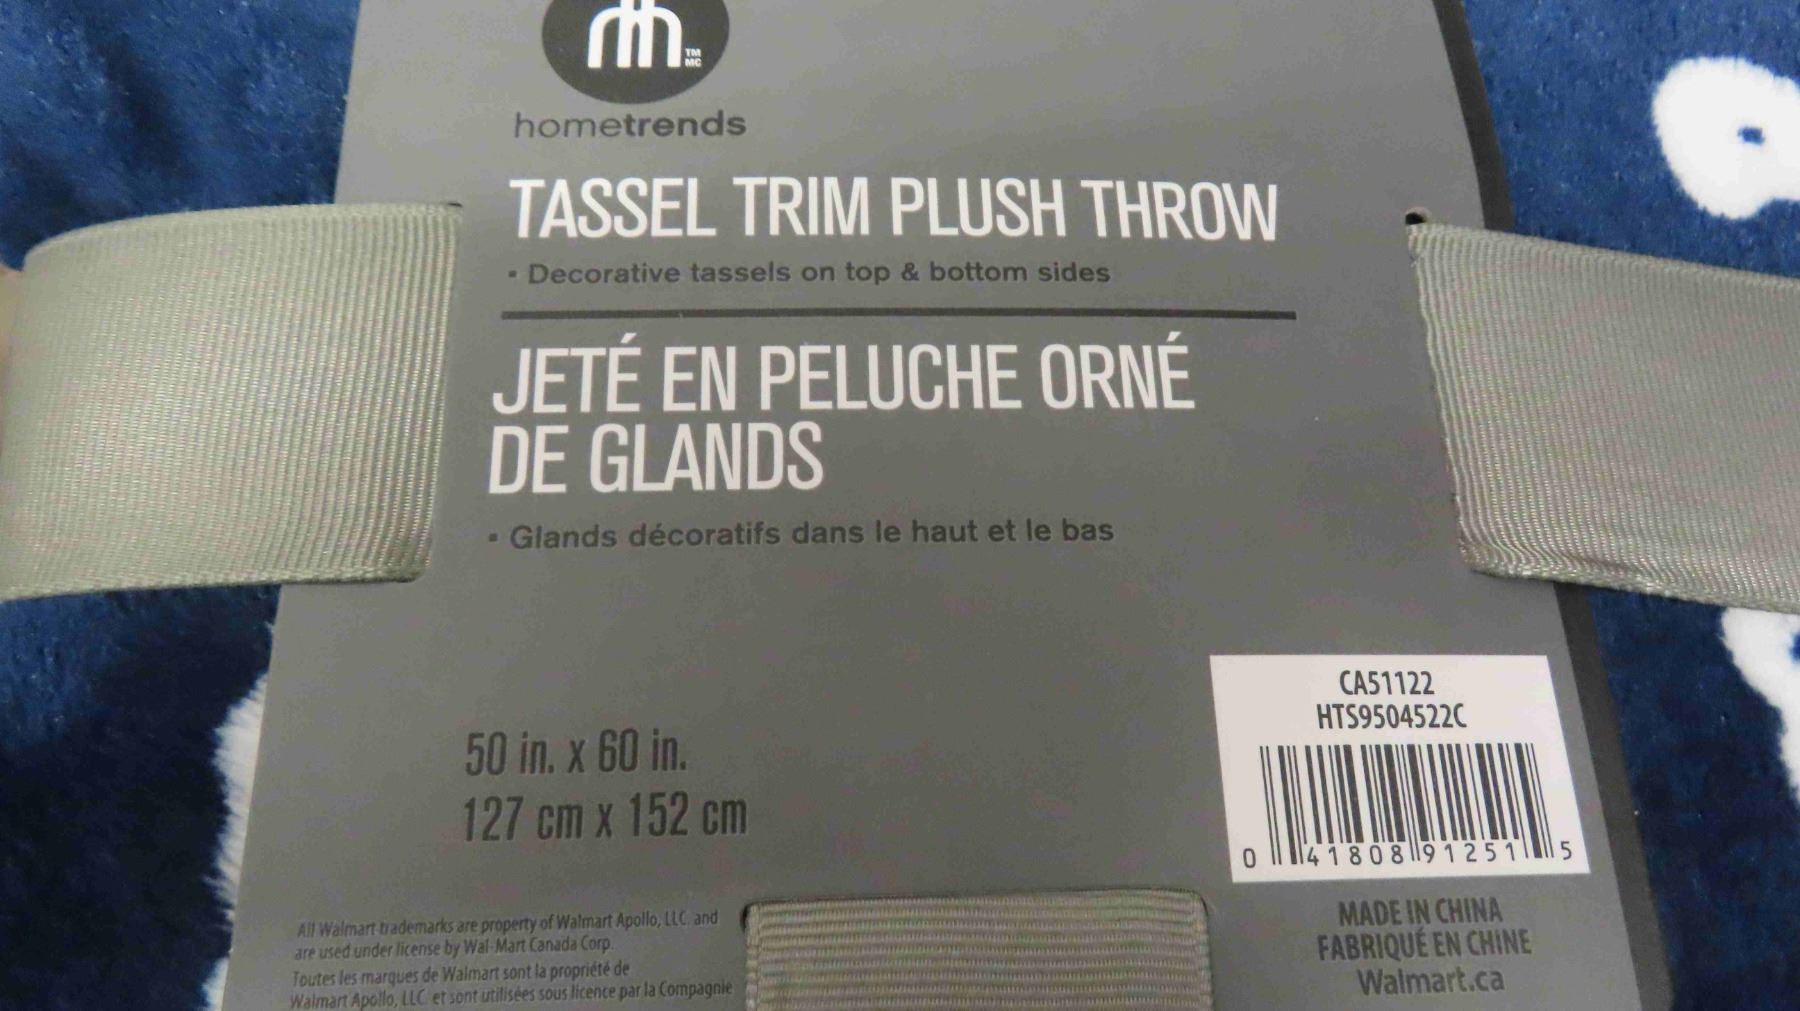 TM
MC
hometrends
TASSEL TRIM PLUSH THROW
▪ Decorative tassels on top & bottom sides
JETÉ EN PELUCHE ORNÉ
DE GLANDS
▪ Glands décoratifs dans le haut et le bas
50 in. x 60 in.
127 cm x 152 cm
CA51122
HTS9504522C
0 41808 91251 5
All Walmart trademarks are property of Walmart Apollo, LLC. and
are used under license by Wal-Mart Canada Corp.
Toutes les marques de Walmart sont la propriété de
Walmart Apollo, LLC. et sont utilisées sous licence par la Compagnie
MADE IN CHINA
FABRIQUÉ EN CHINE
Walmart.ca